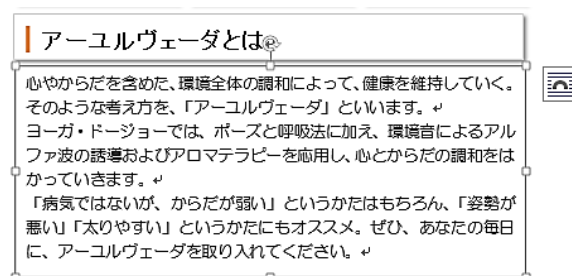 アーユルヴェーダとは
心やからだを含めた、環境全体の調和によって、健康を維持していく。
そのような考え方を、「アーユルヴェーダ」といいます。
ヨーガ・ドージョーでは、ポーズと呼吸法に加え、環境音によるアル
ファ波の誘導およびアロマテラピーを応用し、心とからだの調和をは
かっていきます。
「病気ではないが、からだが弱い」というかたはもちろん、「姿勢が
悪い」「太りやすい」というかたにもオススメ。ぜひ、あなたの毎日
に、アーユルヴェーダを取り入れてください。